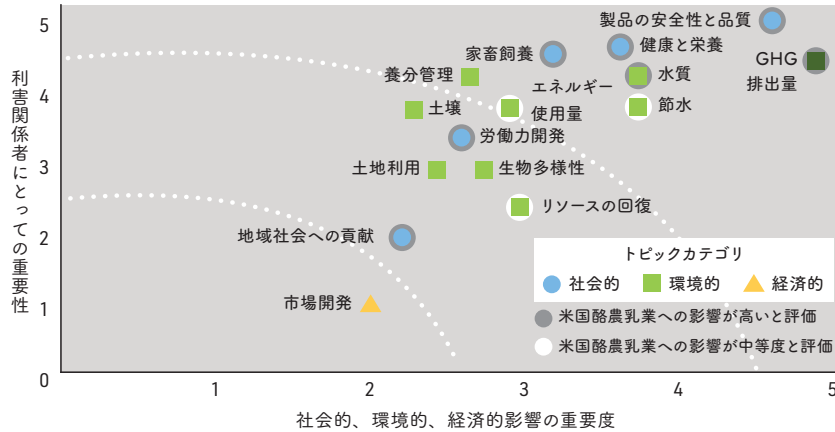 利害関係者にとっての重要性
5
4
3
2
1
0
製品の安全性と品質
家畜飼養
健康と栄養
GHG
排出量
養分管理
エネルギー
使用量
水質
土壌
節水
労働力開発
土地利用
生物多様性
リソースの回復
地域社会への貢献
市場開発
トピックカテゴリ
社会的 環境的 経済的
米国酪農乳業への影響が高いと評価
米国酪農乳業への影響が中等度と評価
1 2 3 4 5
社会的、環境的、経済的影響の重要度